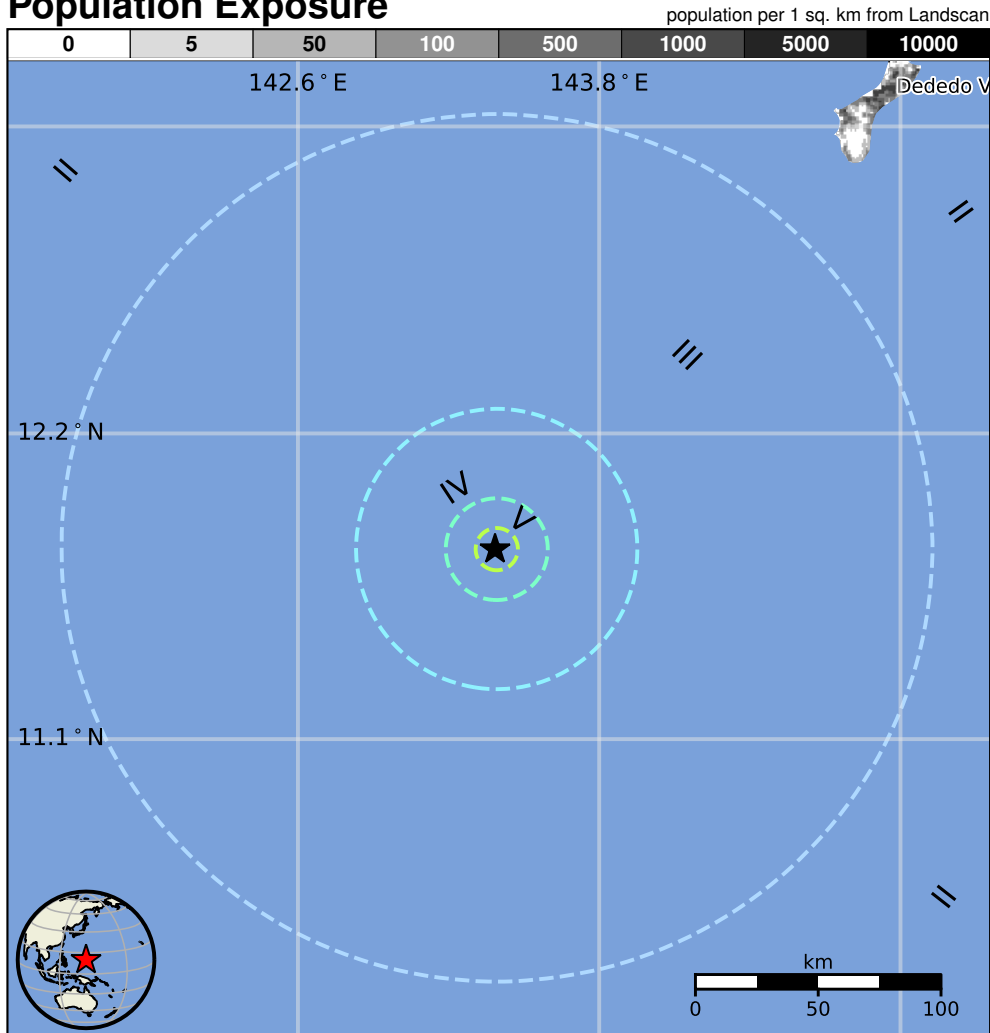 Population Exposure
population per 1 sq. km from Landscan
0 5 50 100 500 1000 5000 10000
142.6°E 143.8°E
Dededo V
II
II
III
12.2°N
IV
V
11.1°N
II
km
0 50 100